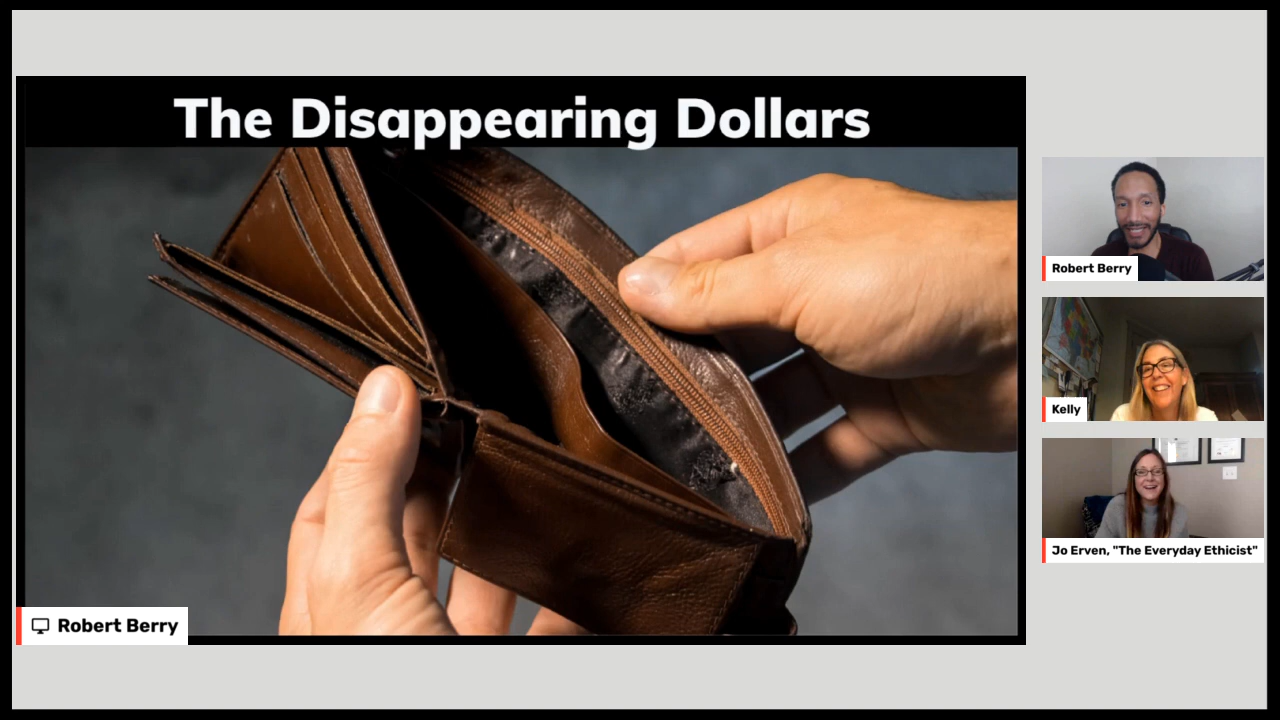 The Disappearing Dollars
Robert Berry
Kelly
Jo Erven, "The Everyday Ethicist"
Robert Berry